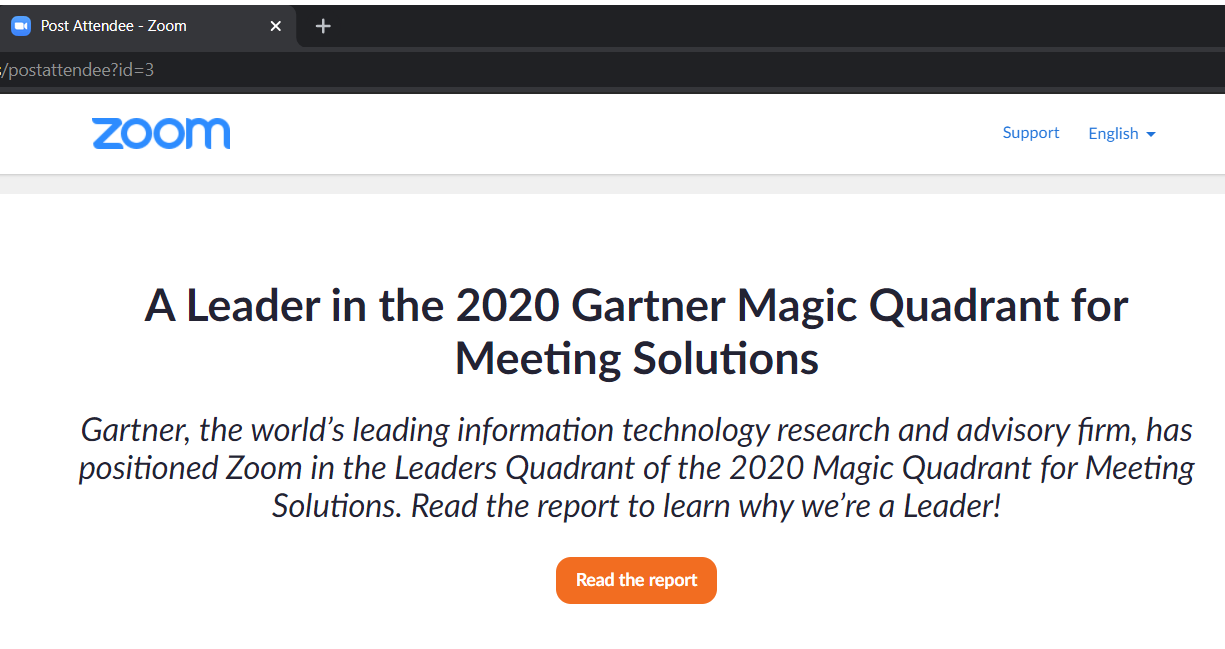 Post Attendee - Zoom
/postattendee?id=3
zoom
Support English
A Leader in the 2020 Gartner Magic Quadrant for
Meeting Solutions
Gartner, the world’s leading information technology research and advisory firm, has
positioned Zoom in the Leaders Quadrant of the 2020 Magic Quadrant for Meeting
Solutions. Read the report to learn why we’re a Leader!
Read the report